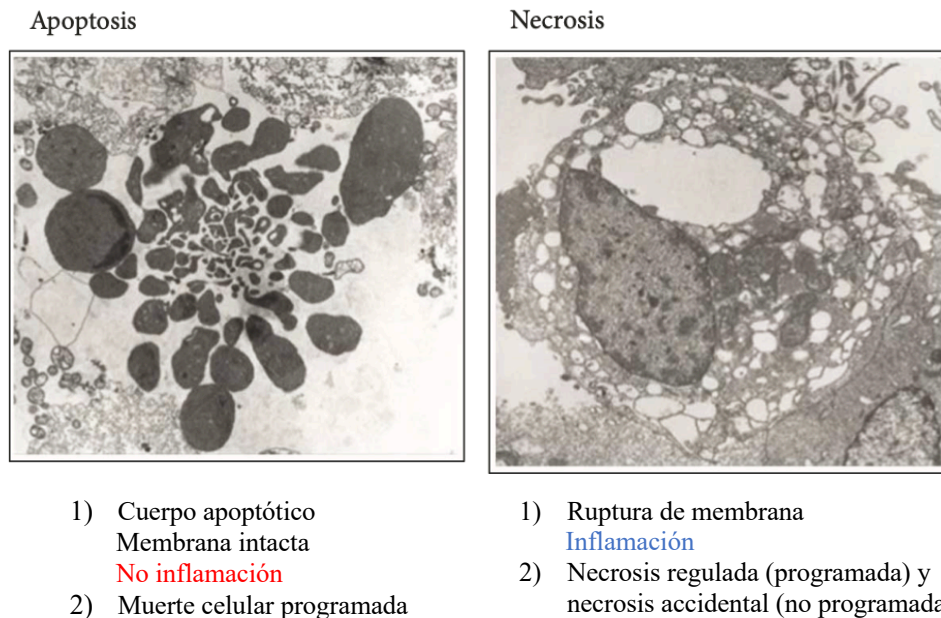 Apoptosis
Necrosis
1) Cuerpo apoptótico
Membrana intacta
No inflamación
2) Muerte celular programada
1) Ruptura de membrana
Inflamación
2) Necrosis regulada (programada) y
necrosis accidental (no programada